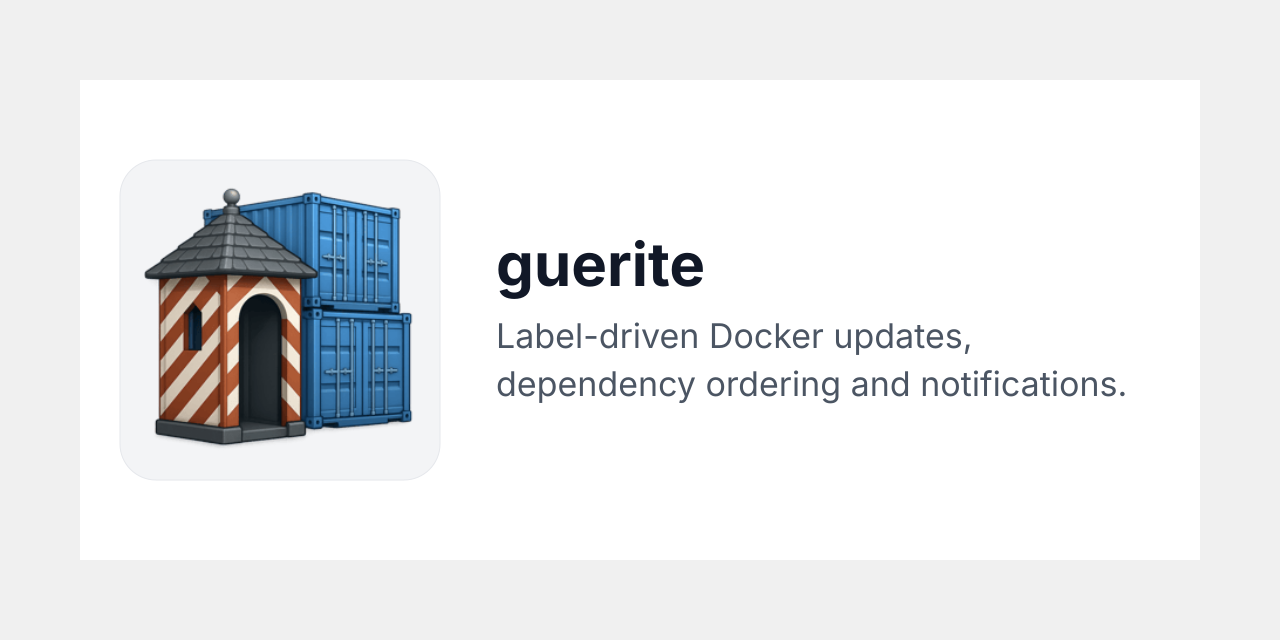 guerite
Label-driven Docker updates,
dependency ordering and notifications.